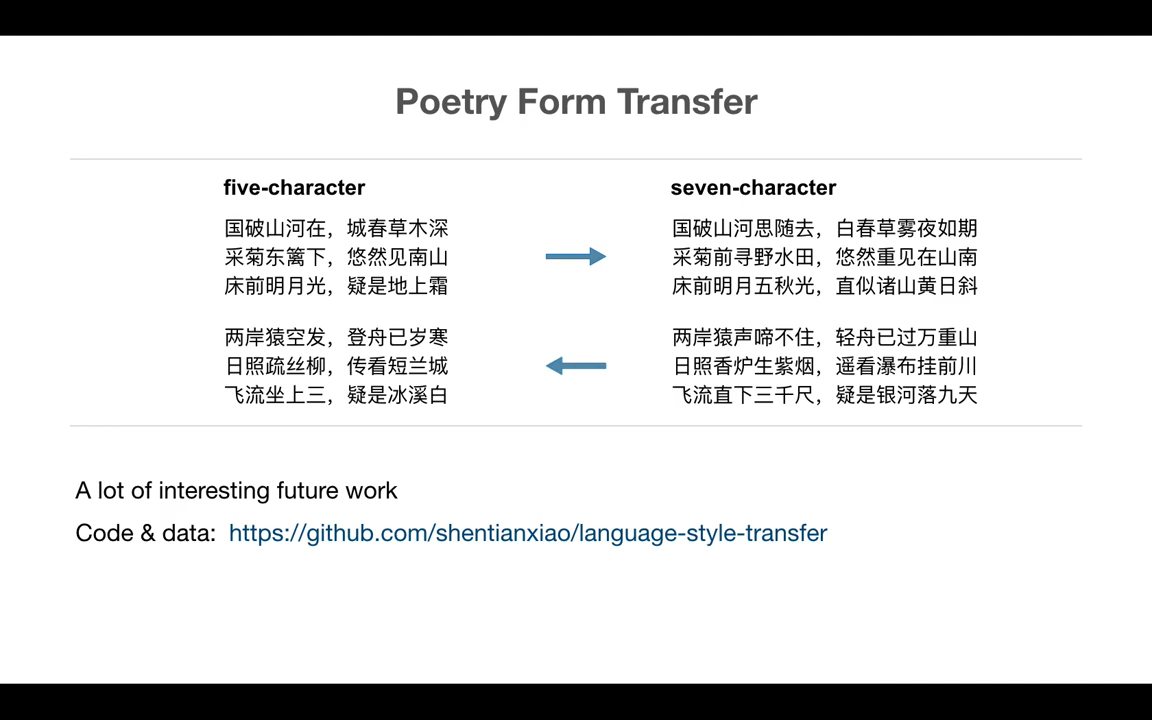 Poetry Form Transfer
five-character
seven-character
国破山河在，城春草木深
国破山河思随去，白春草雾夜如期
采菊东篱下，悠然见南山
采菊前寻野水田，悠然重见在山南
床前明月光，疑是地上霜
床前明月五秋光，直似诸山黄日斜
两岸猿空发，登舟已岁寒
两岸猿声啼不住，轻舟已过万重山
日照疏丝柳，传看短兰城
日照香炉生紫烟，遥看瀑布挂前川
飞流坐上三，疑是冰溪白
飞流直下三千尺，疑是银河落九天
A lot of interesting future work
Code & data: https://github.com/shentianxiao/language-style-transfer